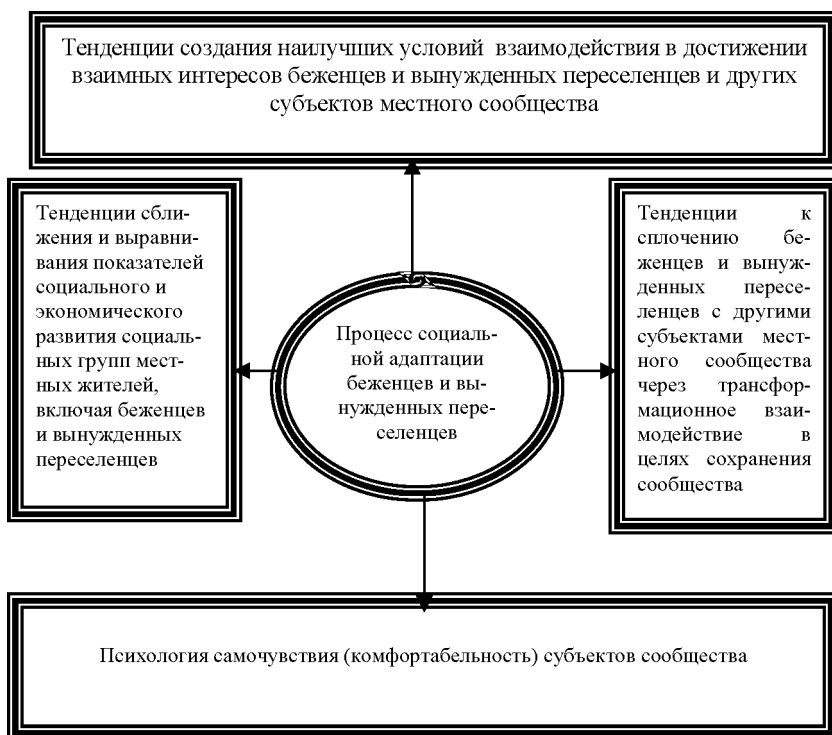 Тенденции создания наилучших условий взаимодействия в достижении
взаимных интересов беженцев и вынужденных переселенцев и других
субъектов местного сообщества
Тенденции сбли-
жения и выравни-
вания показателей
социального и
экономического
развития социаль-
ных групп мест-
ных жителей,
включая беженцев
и вынужденных
переселенцев
Процесс социаль-
ной адаптации
беженцев и вы-
нужденных пере-
селенцев
Тенденции к
сплочению бе-
женцев и вынуж-
денных пересе-
ленцев с другими
субъектами мест-
ного сообщества
через трансфор-
мационное взаи-
модействие в
целях сохранения
сообщества
Психология самочувствия (комфортабельность) субъектов сообщества